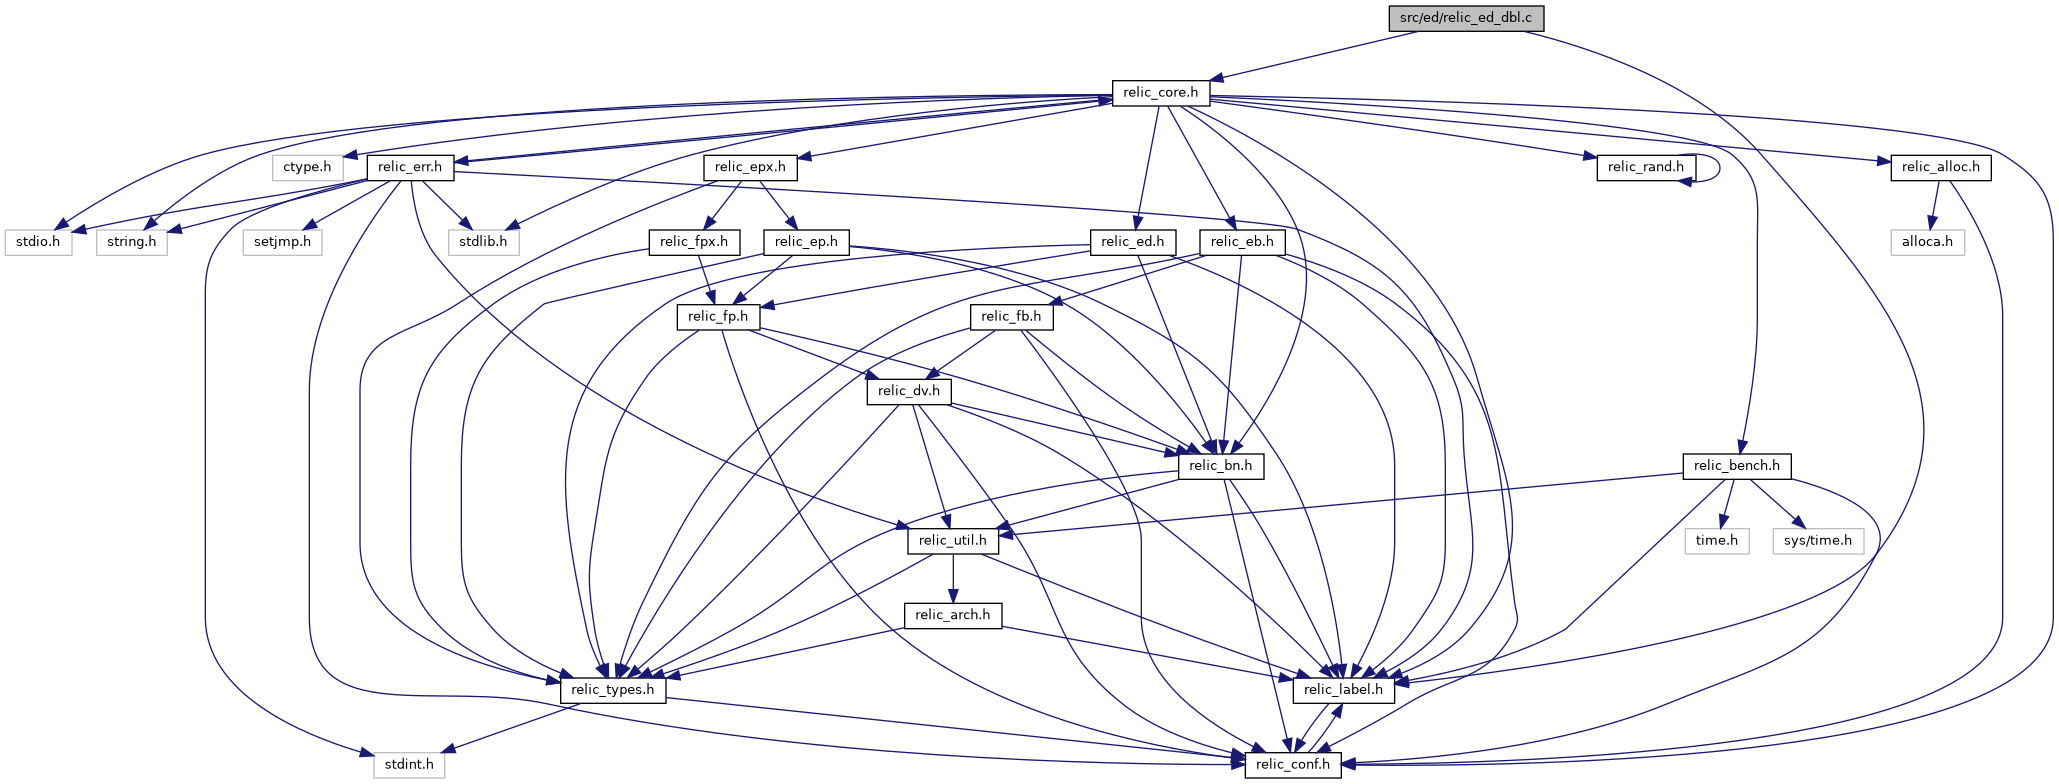 src/ed/relic_ed_dbl.c
relic_core.h
ctype.h
relic_err.h
relic_epx.h
relic_rand.h
relic_alloc.h
stdio.h
string.h
setjmp.h
stdlib.h
relic_fpx.h
relic_ep.h
relic_ed.h
relic_eb.h
alloca.h
relic_fp.h
relic_fb.h
relic_dv.h
relic_bn.h
relic_bench.h
relic_util.h
time.h
sys/time.h
relic_arch.h
relic_types.h
relic_label.h
stdint.h
relic_conf.h